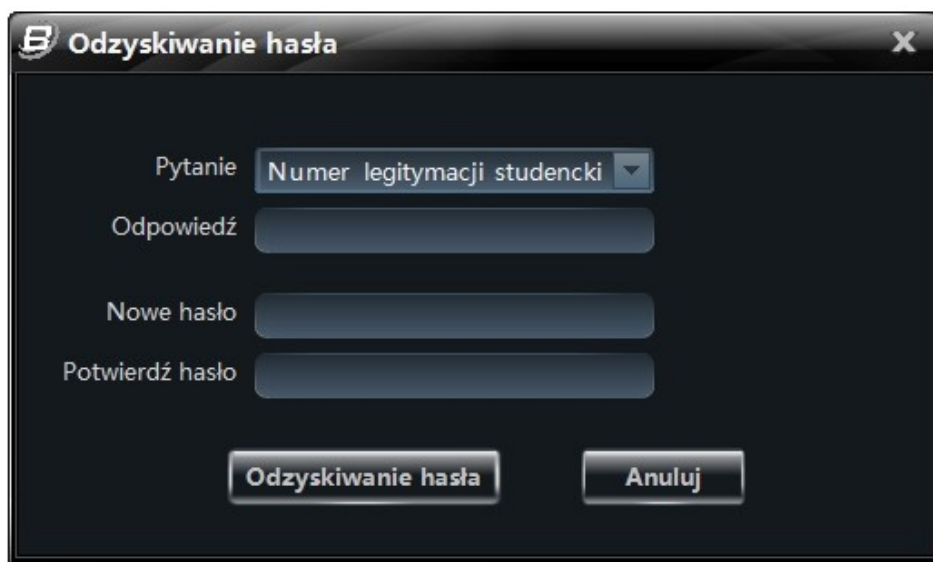 Odzyskiwanie hasła
Pytanie
Numer legitymacji studencki
Odpowiedź
Nowe hasło
Potwierdź hasło
Odzyskiwanie hasła
Anuluj